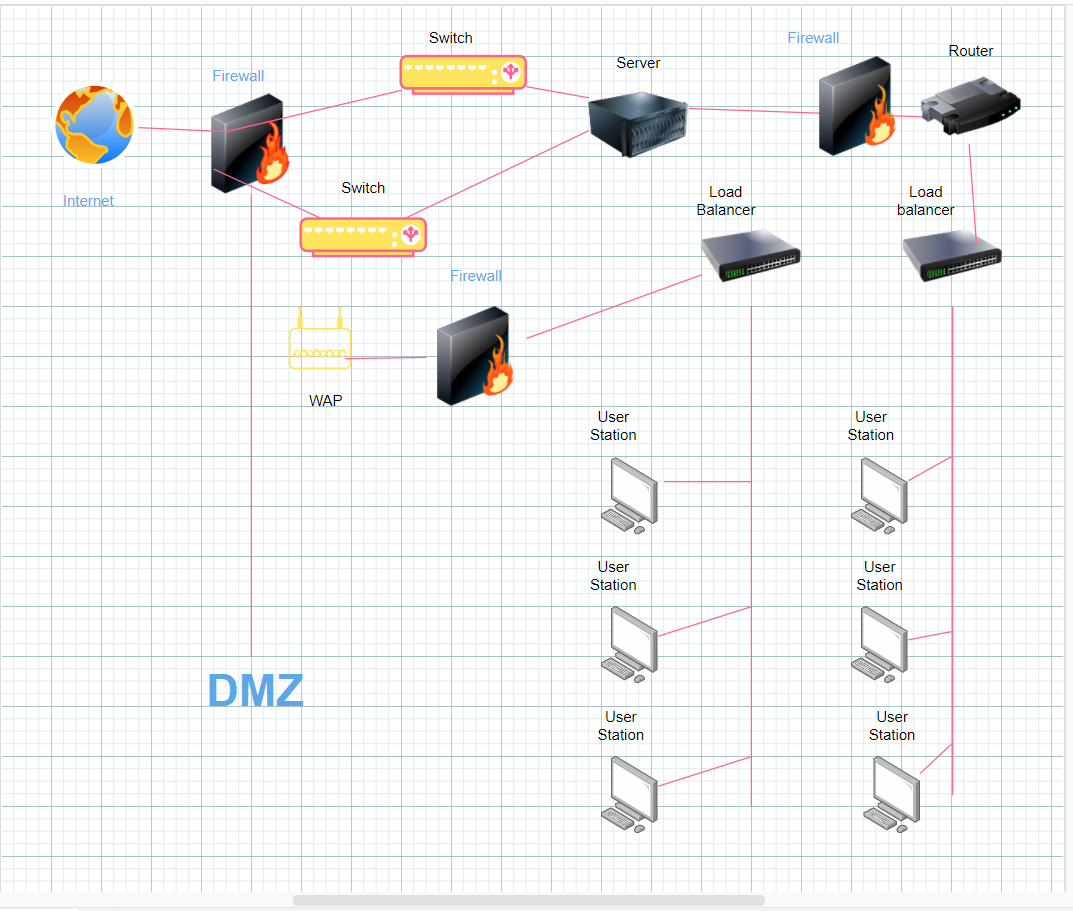 Switch
Firewall
Router
Server
Firewall
Switch
Load
Balancer
Load
balancer
Internet
Firewall
WAP
User
Station
User
Station
User
Station
User
Station
DMZ
User
Station
User
Station